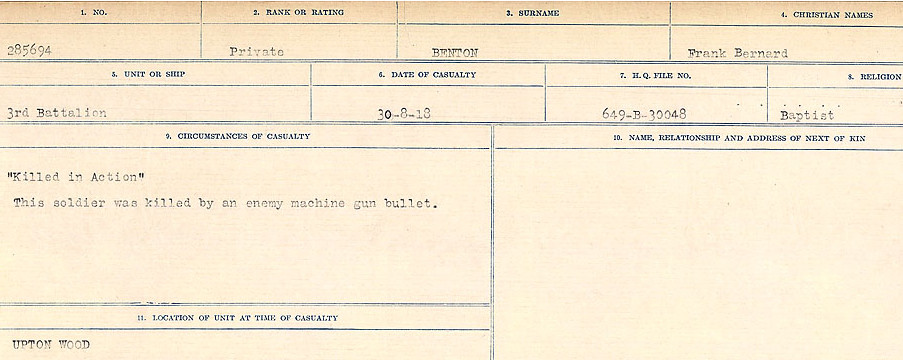 1. NO. 2. RANK OR RATING 3. SURNAME 4. CHRISTIAN NAMES
285694 Private BENTON Frank Bernard
5. UNIT OR SHIP 6. DATE OF CASUALTY 7. H.Q. FILE NO. 8. RELIGION
3rd Battalion 30-8-18 649-B-30048 Baptist
9. CIRCUMSTANCES OF CASUALTY 10. NAME, RELATIONSHIP AND ADDRESS OF NEXT OF KIN
"Killed in Action"
This soldier was killed by an enemy machine gun bullet.
11. LOCATION OF UNIT AT TIME OF CASUALTY
UPTON WOOD